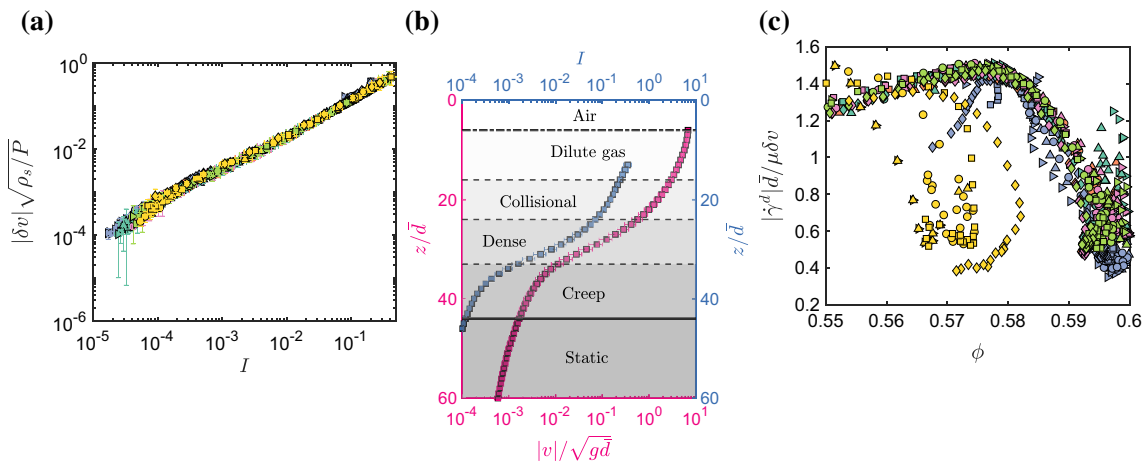 (a)
10^0
10^-2
10^-4
10^-6
10^-5 10^-4 10^-3 10^-2 10^-1
I
|δv|√(ρ_s/P)
(b)
I
10^-4 10^-3 10^-2 10^-1 10^0 10^1
0
20
40
60
z/d̄
Air
Dilute gas
Collisional
Dense
Creep
Static
0
20
40
60
z/d̄
10^-4 10^-3 10^-2 10^-1 10^0 10^1
|v|/√(gd̄)
(c)
1.6
1.4
1.2
1
0.8
0.6
0.4
0.2
0.55 0.56 0.57 0.58 0.59 0.6
ϕ
|γ̇^d|d̄/μδv